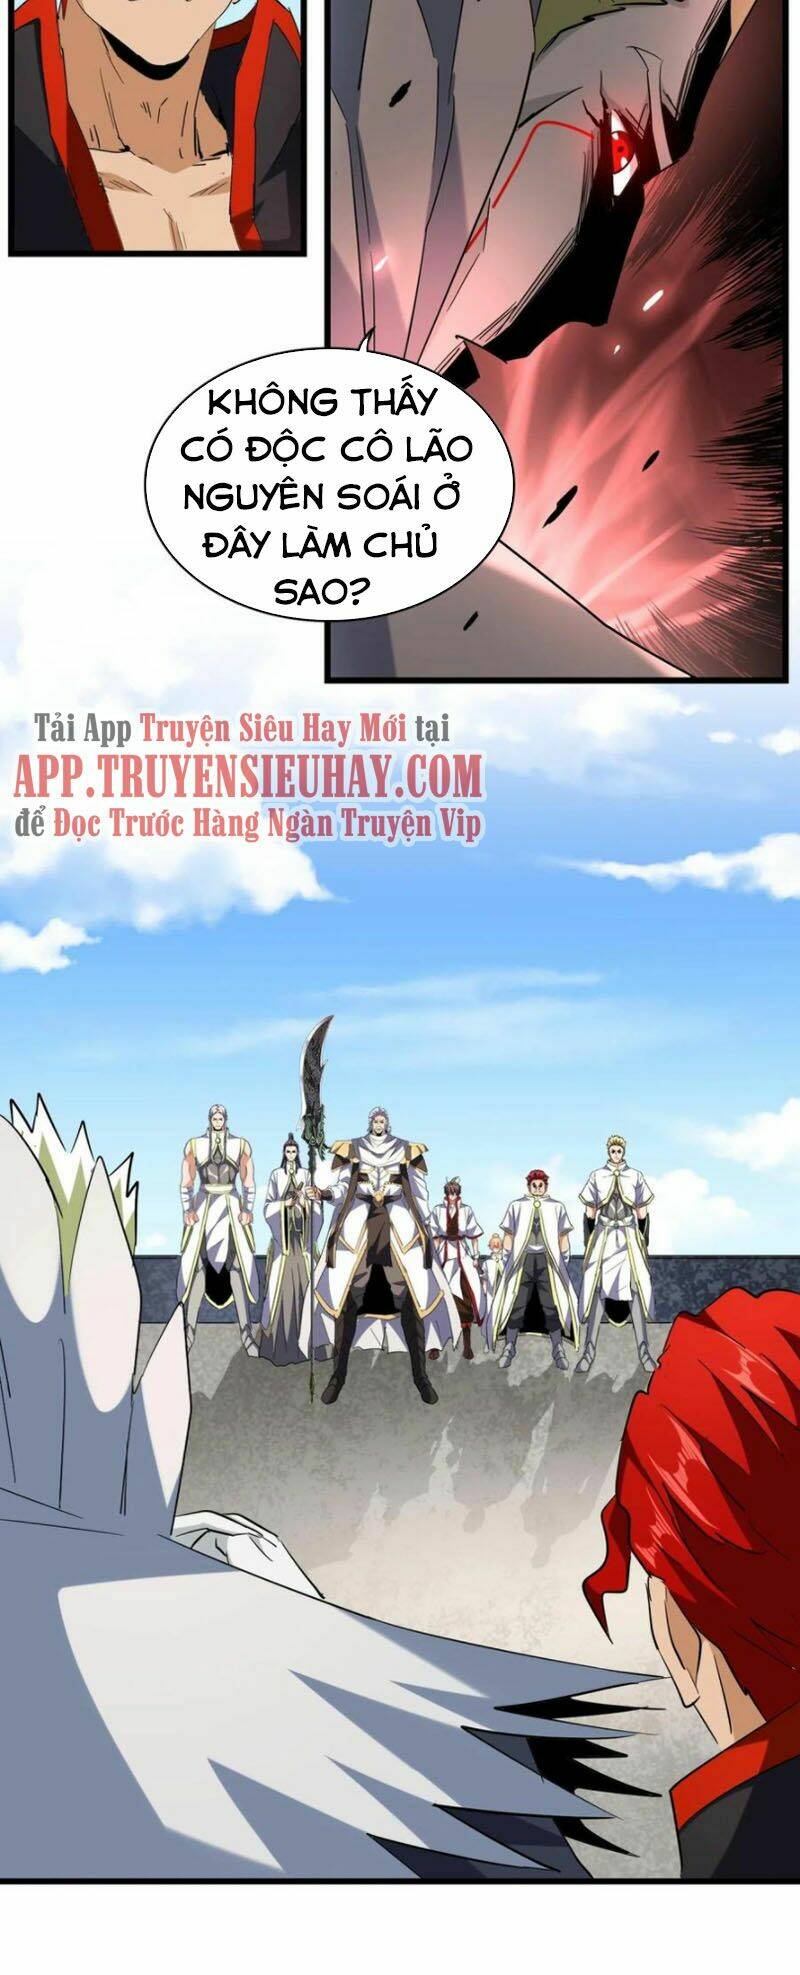 KHÔNG THẤY
CÓ ĐỘC CÔ LÃO
NGUYÊN SOÁI Ở
ĐÂY LÀM CHỦ
SAO?
Tải App Truyện Siêu Hay Mới tại
APP.TRUYENSIEUHAY.COM
để Đọc Trước Hàng Ngàn Truyện Vip